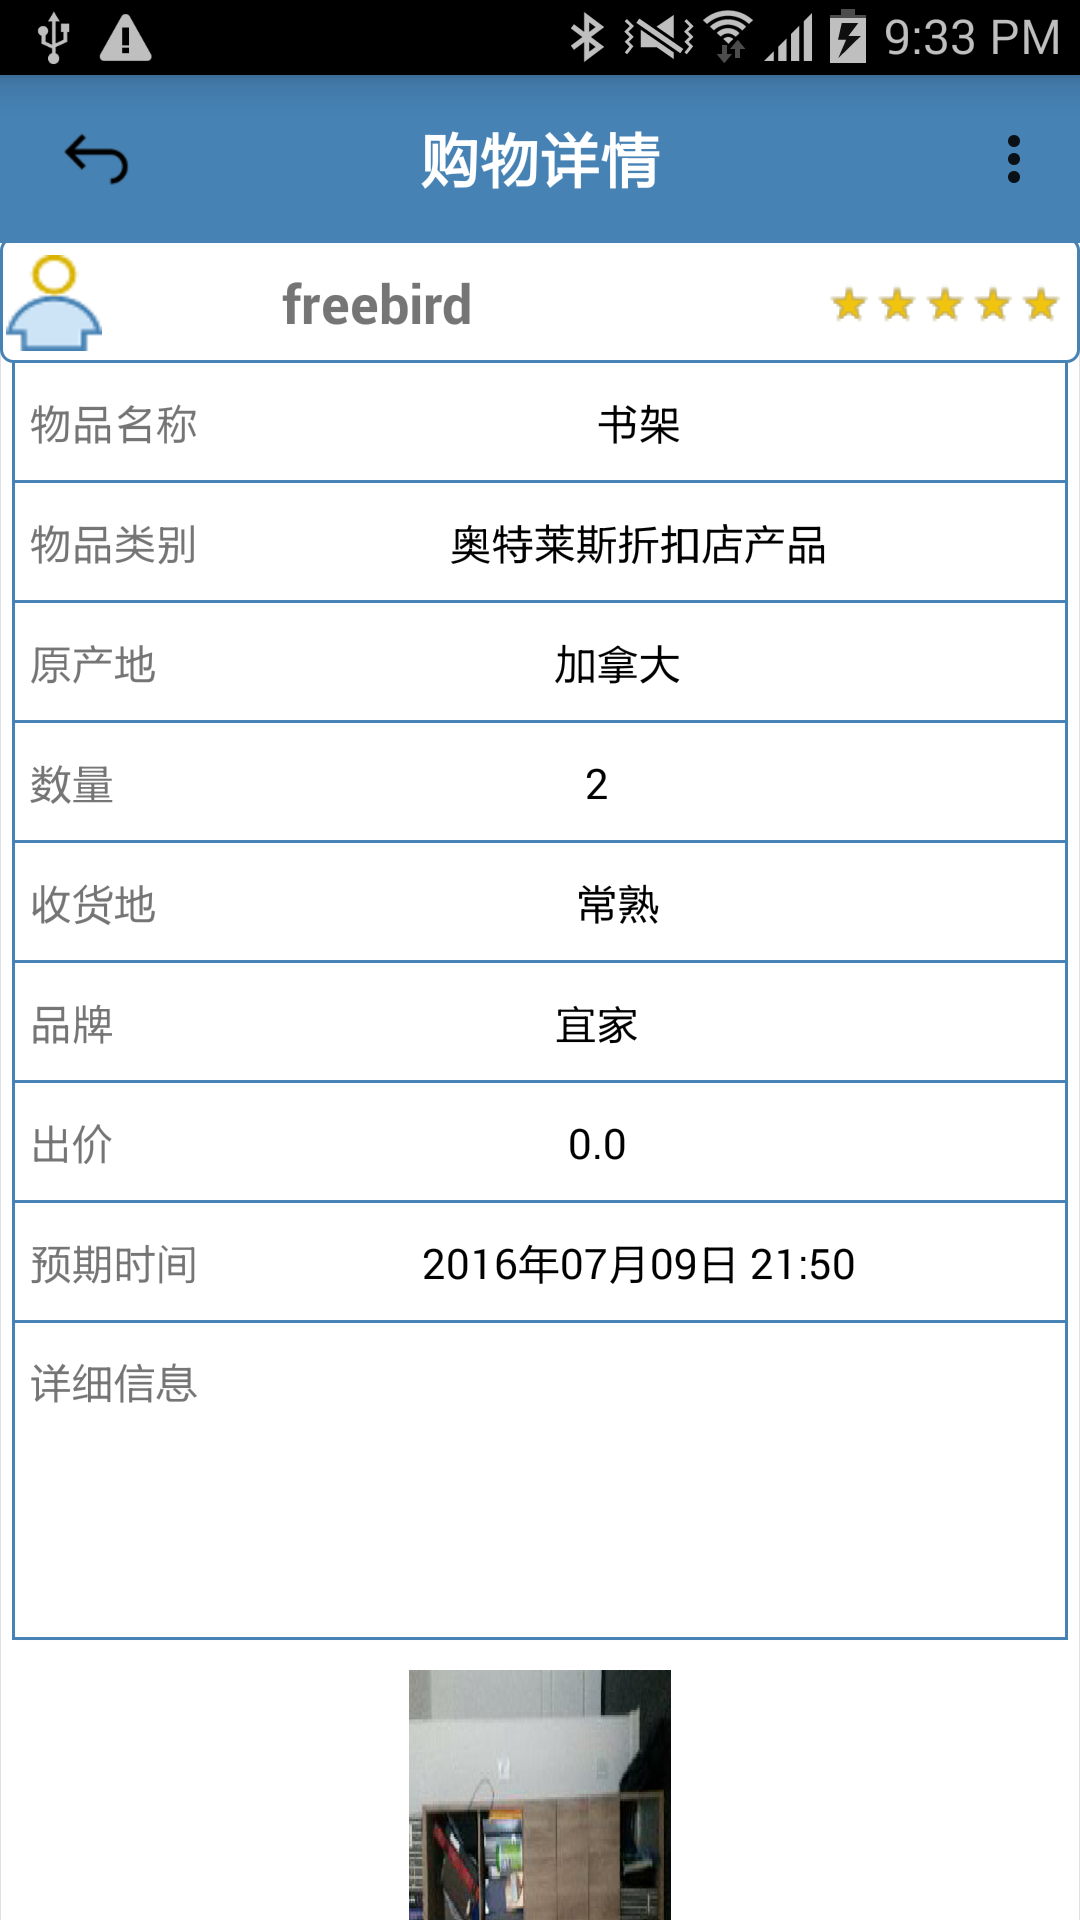 9:33 PM
购物详情
freebird
物品名称 书架
物品类别 奥特莱斯折扣店产品
原产地 加拿大
数量 2
收货地 常熟
品牌 宜家
出价 0.0
预期时间 2016年07月09日 21:50
详细信息